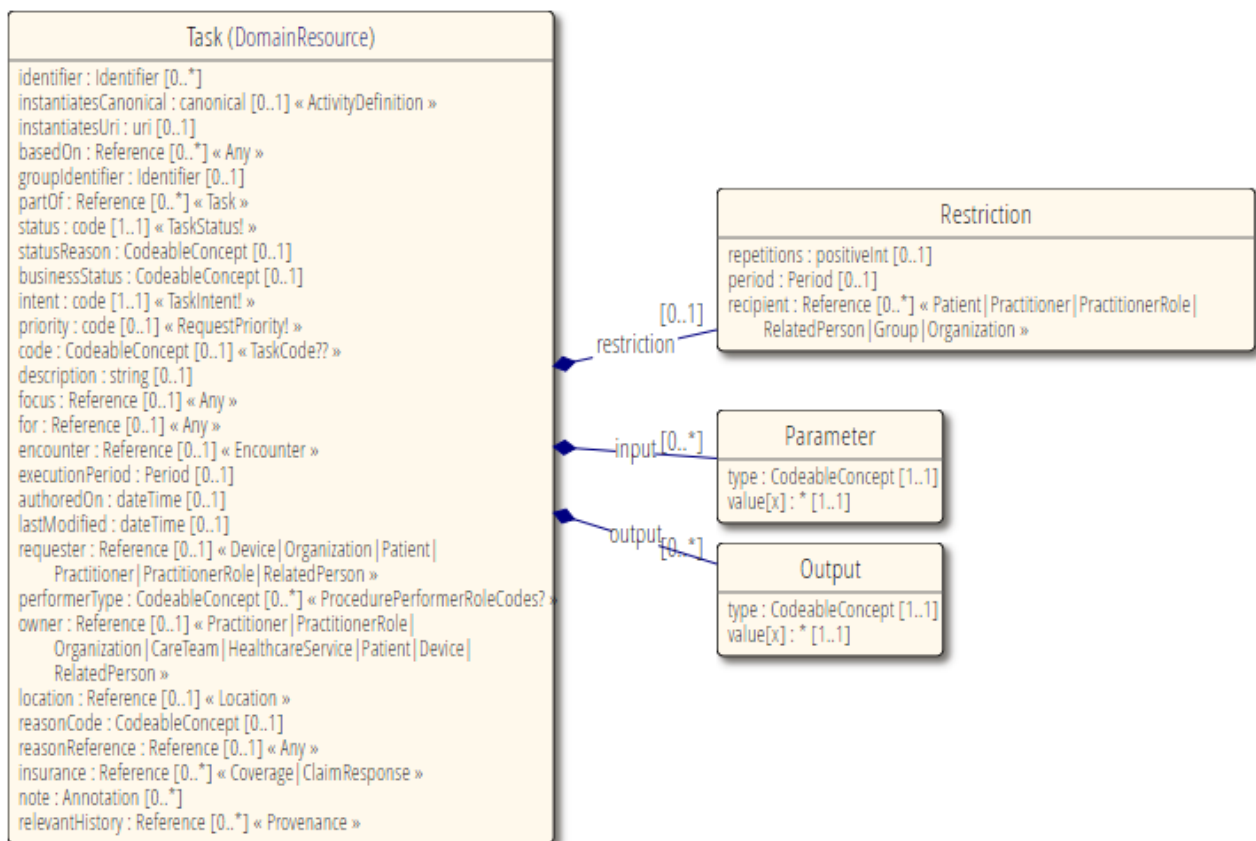 Task (DomainResource)
identifier : Identifier [0..*]
instantiatesCanonical : canonical [0..1] « ActivityDefinition »
instantiatesUri : uri [0..1]
basedOn : Reference [0..*] « Any »
groupIdentifier : Identifier [0..1]
partOf : Reference [0..*] « Task »
status : code [1..1] « TaskStatus! »
statusReason : CodeableConcept [0..1]
businessStatus : CodeableConcept [0..1]
intent : code [1..1] « TaskIntent! »
priority : code [0..1] « RequestPriority! »
code : CodeableConcept [0..1] « TaskCode?? »
description : string [0..1]
focus : Reference [0..1] « Any »
for : Reference [0..1] « Any »
encounter : Reference [0..1] « Encounter »
executionPeriod : Period [0..1]
authoredOn : dateTime [0..1]
lastModified : dateTime [0..1]
requester : Reference [0..1] « Device|Organization|Patient|
Practitioner|PractitionerRole|RelatedPerson »
performerType : CodeableConcept [0..*] « ProcedurePerformerRoleCodes? »
owner : Reference [0..1] « Practitioner|PractitionerRole|
Organization|CareTeam|HealthcareService|Patient|Device|
RelatedPerson »
location : Reference [0..1] « Location »
reasonCode : CodeableConcept [0..1]
reasonReference : Reference [0..1] « Any »
insurance : Reference [0..*] « Coverage|ClaimResponse »
note : Annotation [0..*]
relevantHistory : Reference [0..*] « Provenance »
[0..1]
restriction
Restriction
repetitions : positiveInt [0..1]
period : Period [0..1]
recipient : Reference [0..*] « Patient|Practitioner|PractitionerRole|
RelatedPerson|Group|Organization »
[0..*]
input
Parameter
type : CodeableConcept [1..1]
value[x] : * [1..1]
output
[0..*]
Output
type : CodeableConcept [1..1]
value[x] : * [1..1]